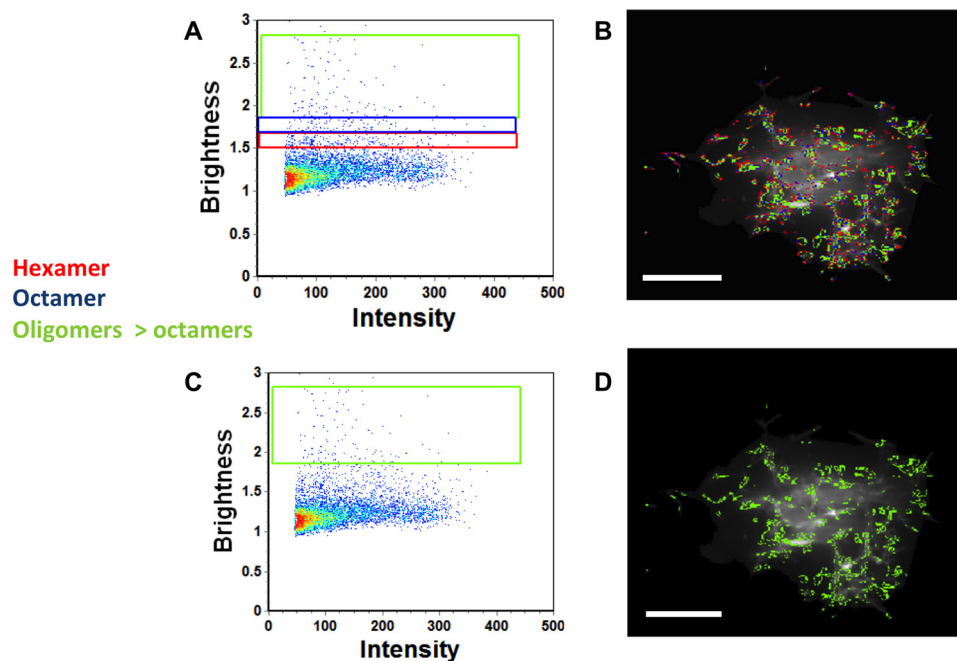 A
3
2.5
2
1.5
1
0.5
0
Brightness
0 100 200 300 400 500
Intensity
B
Hexamer
Octamer
Oligomers > octamers
C
3
2.5
2
1.5
1
0.5
0
Brightness
0 100 200 300 400 500
Intensity
D